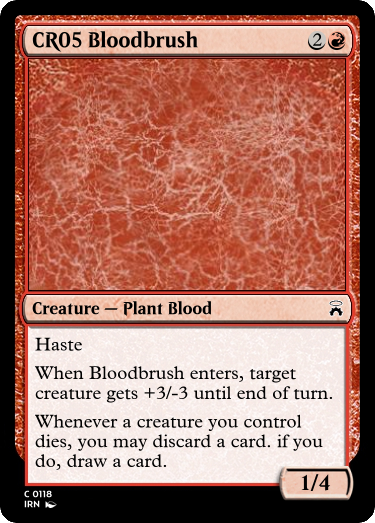 CR05 Bloodbrush 2
Creature — Plant Blood
Haste
When Bloodbrush enters, target
creature gets +3/-3 until end of turn.
Whenever a creature you control
dies, you may discard a card. if you
do, draw a card.
1/4
C 0118
IRN